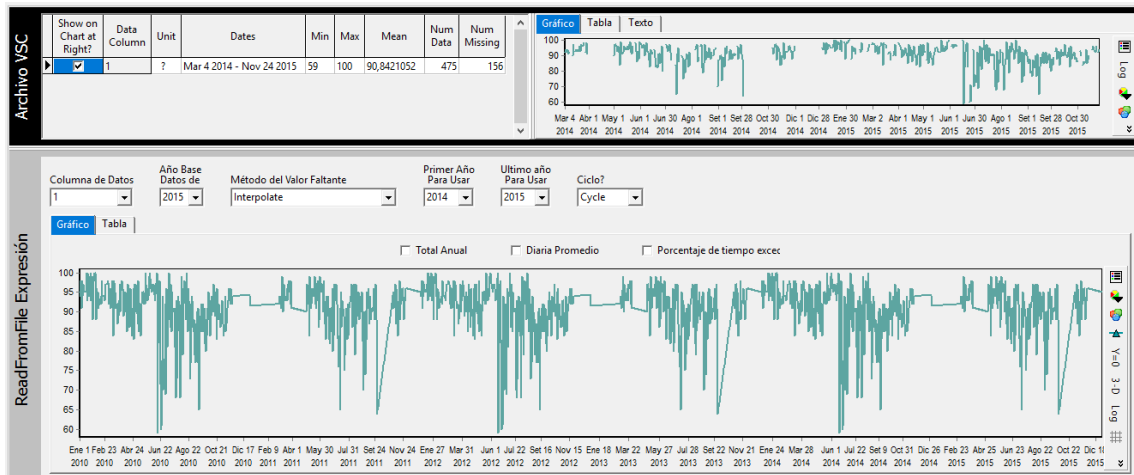 Archivo VSC
Show on Chart at Right? Data Column Unit Dates Min Max Mean Num Data Num Missing
1 ? Mar 4 2014 - Nov 24 2015 59 100 90,8421052 475 156
Gráfico Tabla Texto
100
90
80
70
60
Mar 4 Abr 1 May 1 Jun 1 Jun 30 Ago 1 Set 1 Set 28 Oct 30 Dic 1 Dic 28 Ene 30 Mar 2 Abr 1 May 1 Jun 1 Jun 30 Ago 1 Set 1 Set 28 Oct 30
2014 2014 2014 2014 2014 2014 2014 2014 2014 2014 2014 2015 2015 2015 2015 2015 2015 2015 2015 2015 2015
Log
ReadFromFile Expresión
Columna de Datos Año Base Datos de Método del Valor Faltante Primer Año Para Usar Ultimo año Para Usar Ciclo?
1 2015 Interpolate 2014 2015 Cycle
Gráfico Tabla
Total Anual Diaria Promedio Porcentaje de tiempo excec
100
95
90
85
80
75
70
65
60
Ene 1 Feb 23 Abr 24 Jun 22 Ago 22 Oct 21 Dic 17 Feb 9 Abr 1 May 31 Jul 31 Set 24 Nov 24 Ene 27 Mar 31 Jun 1 Jul 22 Set 16 Nov 15 Ene 18 Mar 22 May 27 Jul 28 Set 22 Nov 21 Ene 24 Mar 28 Jun 1 Jul 22 Set 9 Oct 31 Dic 26 Feb 23 Abr 25 Jun 23 Ago 22 Oct 22 Dic 18
2010 2010 2010 2010 2010 2010 2010 2011 2011 2011 2011 2011 2011 2012 2012 2012 2012 2012 2012 2013 2013 2013 2013 2013 2013 2014 2014 2014 2014 2014 2014 2014 2015 2015 2015 2015 2015 2015
Y=0
3-D
Log